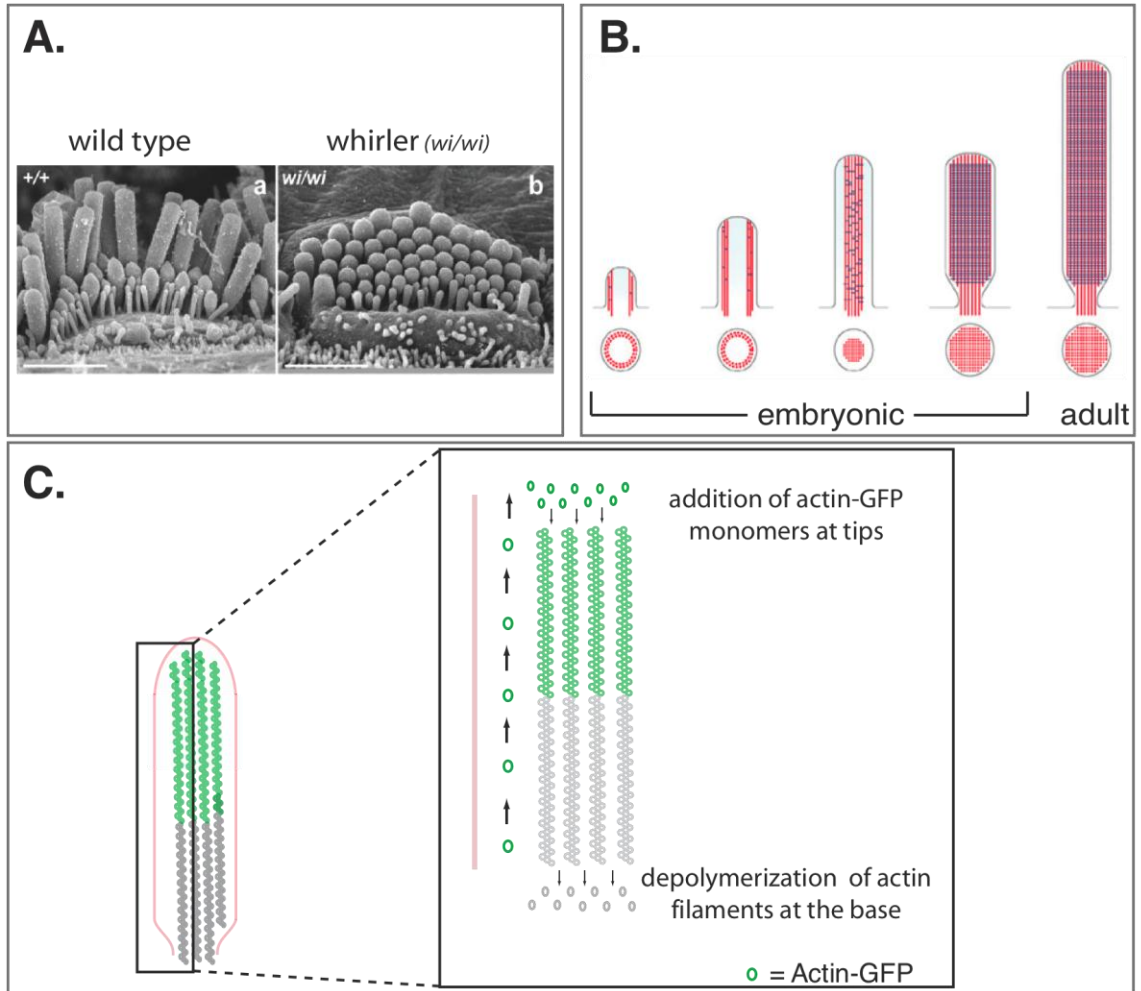 A.
wild type
whirler (wi/wi)
+/+
a
wi/wi
b
B.
embryonic
adult
C.
addition of actin-GFP
monomers at tips
depolymerization of actin
filaments at the base
= Actin-GFP